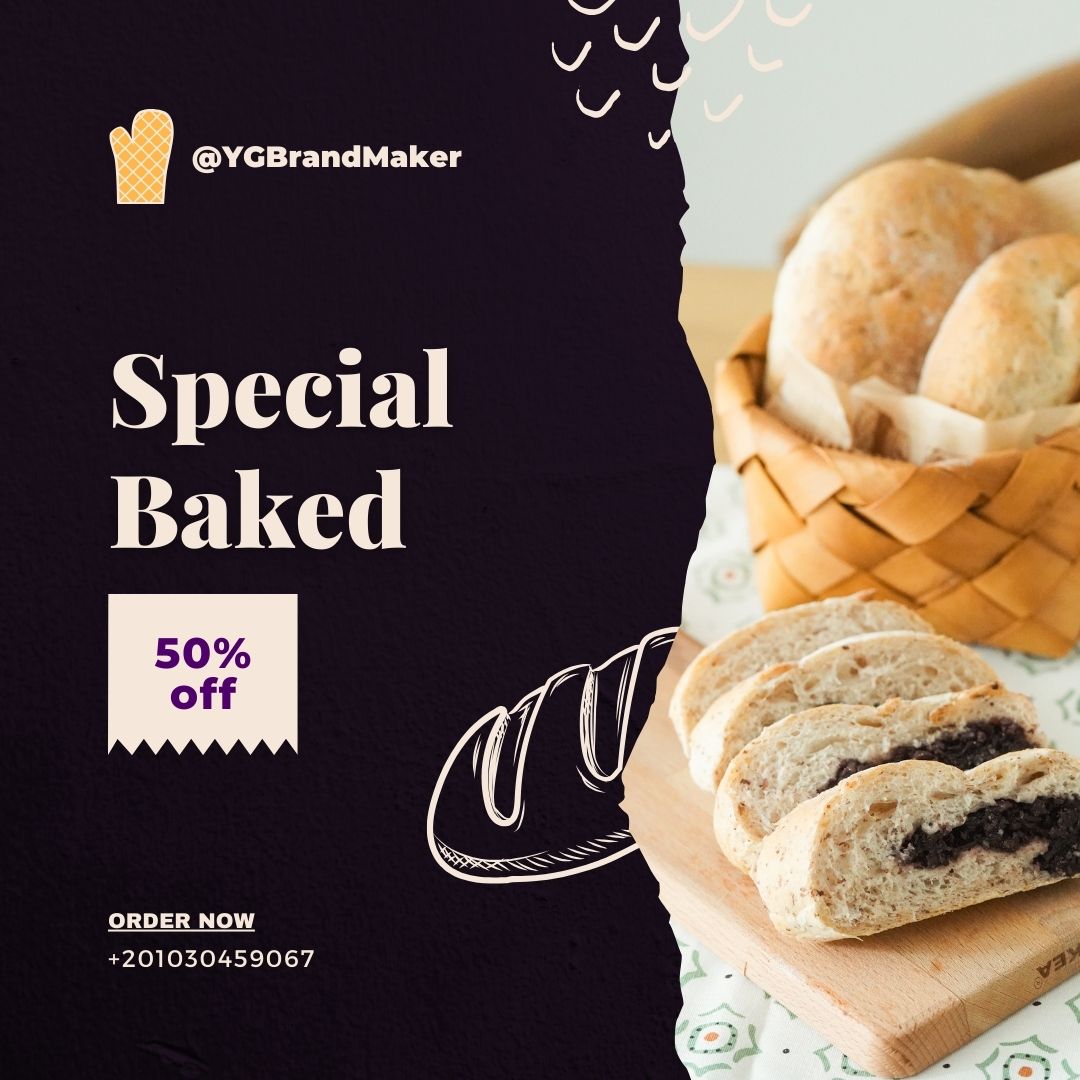 @YGBrandMaker
Special
Baked
50%
off
ORDER NOW
+201030459067